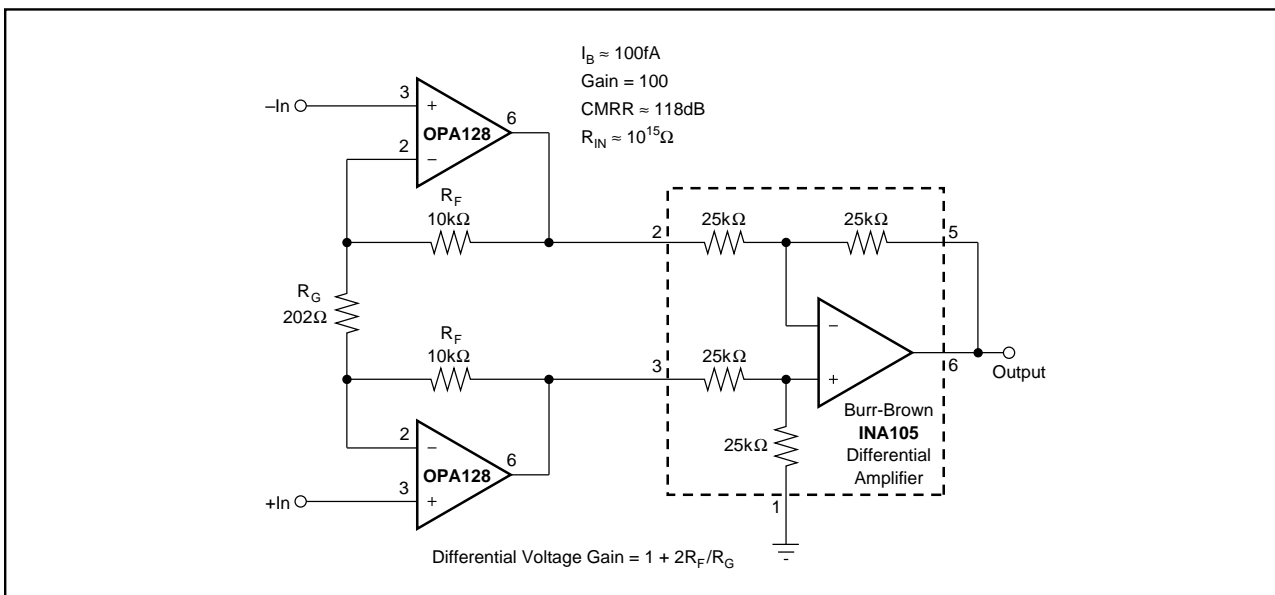 I_B ≈ 100fA
Gain = 100
CMRR ≈ 118dB
R_IN ≈ 10^15Ω
–In
3
+
OPA128
6
2
–
R_F
10kΩ
R_G
202Ω
R_F
10kΩ
2
–
OPA128
6
3
+
+In
2
25kΩ
25kΩ
5
–
3
25kΩ
+
6
Output
25kΩ
Burr-Brown
INA105
Differential
Amplifier
1
Differential Voltage Gain = 1 + 2R_F/R_G